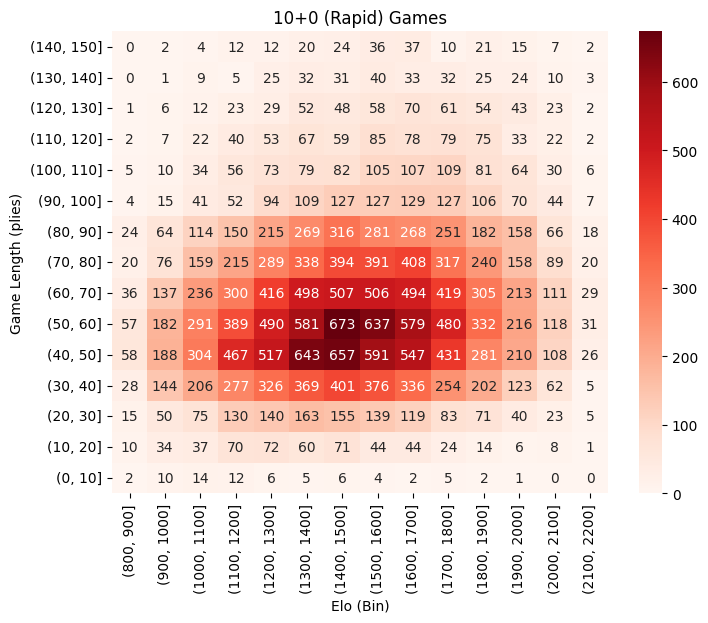 10+0 (Rapid) Games
Game Length (plies)
(140, 150] 0 2 4 12 12 20 24 36 37 10 21 15 7 2
(130, 140] 0 1 9 5 25 32 31 40 33 32 25 24 10 3
(120, 130] 1 6 12 23 29 52 48 58 70 61 54 43 23 2
(110, 120] 2 7 22 40 53 67 59 85 78 79 75 33 22 2
(100, 110] 5 10 34 56 73 79 82 105 107 109 81 64 30 6
(90, 100] 4 15 41 52 94 109 127 127 129 127 106 70 44 7
(80, 90] 24 64 114 150 215 269 316 281 268 251 182 158 66 18
(70, 80] 20 76 159 215 289 338 394 391 408 317 240 158 89 20
(60, 70] 36 137 236 300 416 498 507 506 494 419 305 213 111 29
(50, 60] 57 182 291 389 490 581 673 637 579 480 332 216 118 31
(40, 50] 58 188 304 467 517 643 657 591 547 431 281 210 108 26
(30, 40] 28 144 206 277 326 369 401 376 336 254 202 123 62 5
(20, 30] 15 50 75 130 140 163 155 139 119 83 71 40 23 5
(10, 20] 10 34 37 70 72 60 71 44 44 24 14 6 8 1
(0, 10] 2 10 14 12 6 5 6 4 2 5 2 1 0 0
(800, 900] (900, 1000] (1000, 1100] (1100, 1200] (1200, 1300] (1300, 1400] (1400, 1500] (1500, 1600] (1600, 1700] (1700, 1800] (1800, 1900] (1900, 2000] (2000, 2100] (2100, 2200]
Elo (Bin)
600
500
400
300
200
100
0